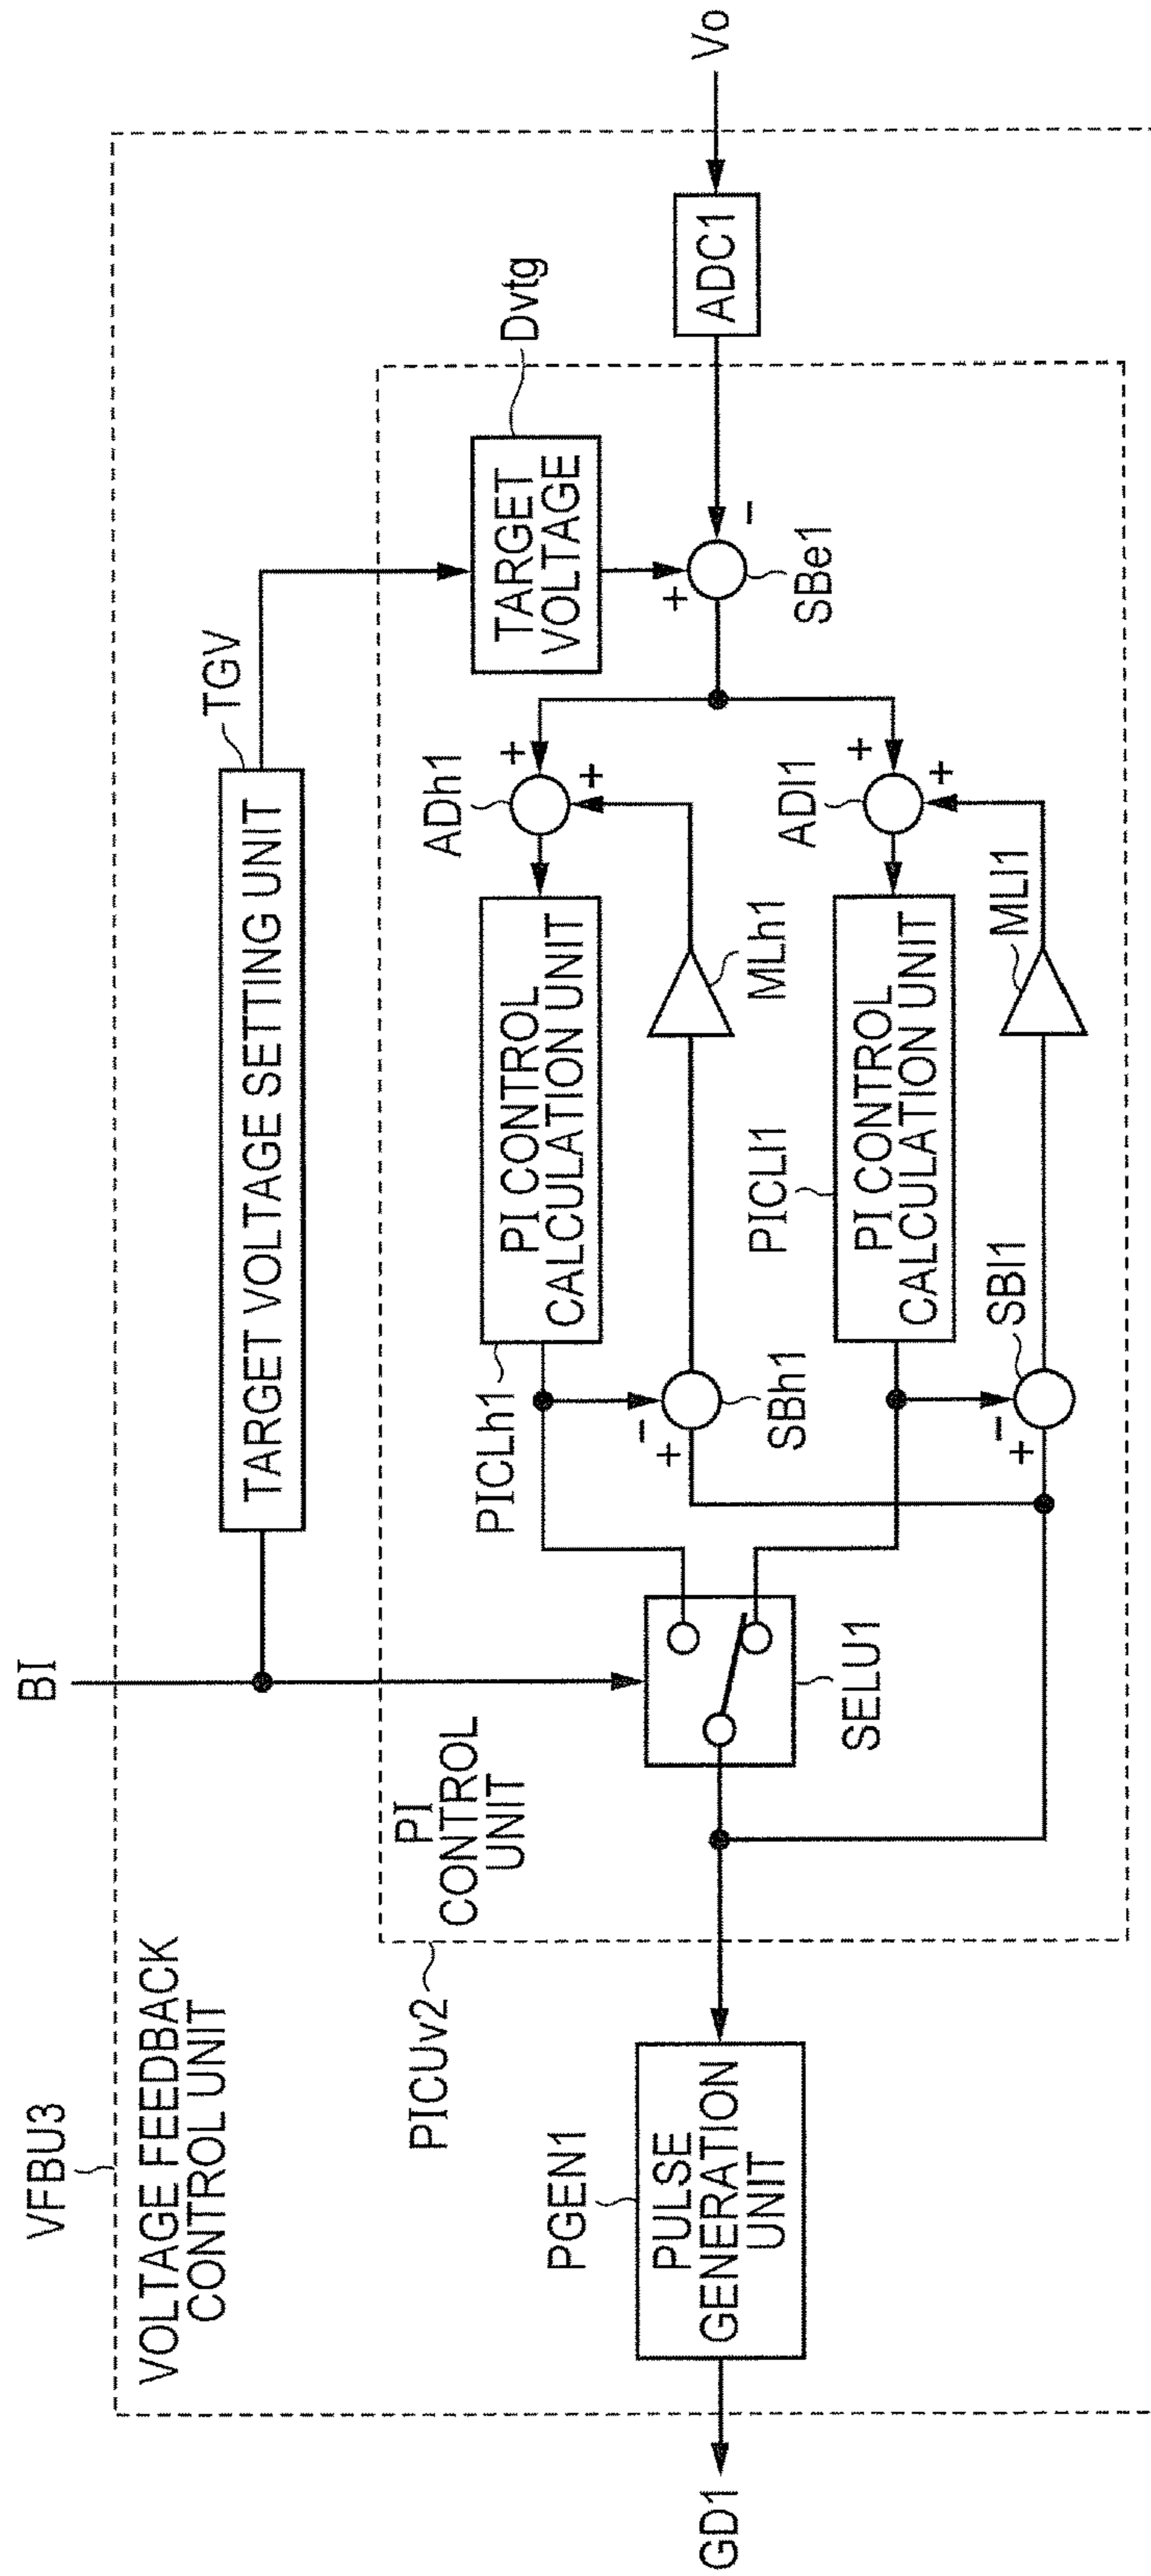 VFBU3
VOLTAGE FEEDBACK
CONTROL UNIT
BI
TGV
TARGET VOLTAGE SETTING UNIT
PICUv2
PI
CONTROL
UNIT
Dvtg
TARGET
VOLTAGE
PICLh1
PI CONTROL
CALCULATION UNIT
ADh1
+
+
MLh1
-
+
SBh1
PGEN1
PULSE
GENERATION
UNIT
GD1
SELU1
+
-
SBe1
ADC1
Vo
PICLl1
PI CONTROL
CALCULATION UNIT
ADl1
+
+
MLl1
-
+
SBl1